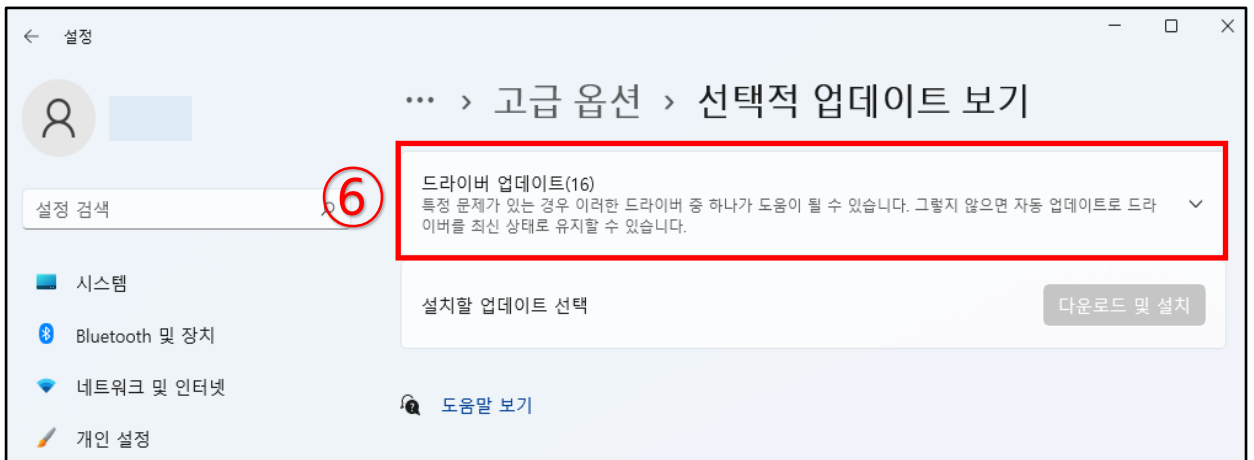 ← 설정
··· › 고급 옵션 › 선택적 업데이트 보기
⑥
드라이버 업데이트(16)
특정 문제가 있는 경우 이러한 드라이버 중 하나가 도움이 될 수 있습니다. 그렇지 않으면 자동 업데이트로 드라
이버를 최신 상태로 유지할 수 있습니다.
설정 검색
시스템
설치할 업데이트 선택
다운로드 및 설치
Bluetooth 및 장치
네트워크 및 인터넷
도움말 보기
개인 설정